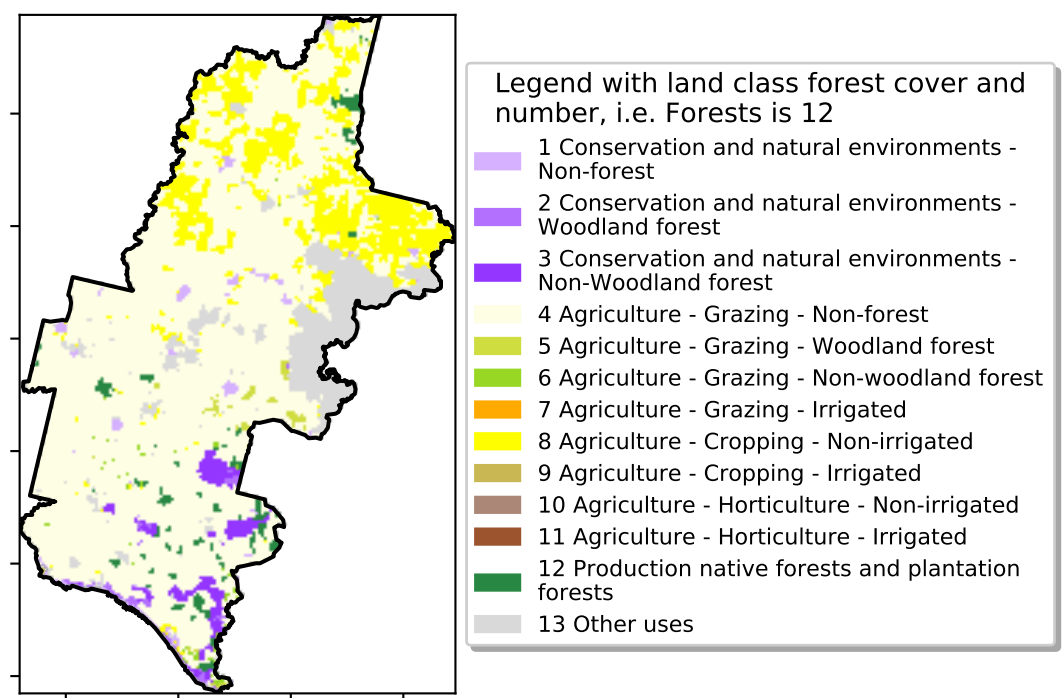 Legend with land class forest cover and
number, i.e. Forests is 12
1 Conservation and natural environments -
Non-forest
2 Conservation and natural environments -
Woodland forest
3 Conservation and natural environments -
Non-Woodland forest
4 Agriculture - Grazing - Non-forest
5 Agriculture - Grazing - Woodland forest
6 Agriculture - Grazing - Non-woodland forest
7 Agriculture - Grazing - Irrigated
8 Agriculture - Cropping - Non-irrigated
9 Agriculture - Cropping - Irrigated
10 Agriculture - Horticulture - Non-irrigated
11 Agriculture - Horticulture - Irrigated
12 Production native forests and plantation
forests
13 Other uses